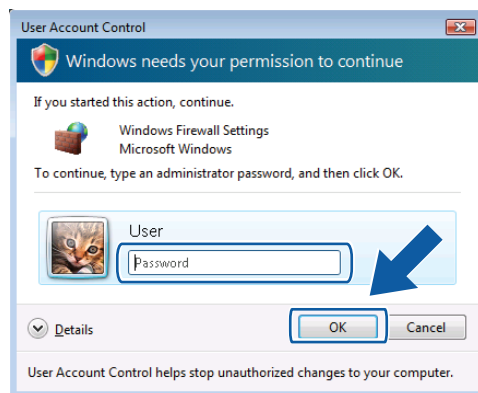 User Account Control
Windows needs your permission to continue
If you started this action, continue.
Windows Firewall Settings
Microsoft Windows
To continue, type an administrator password, and then click OK.
User
Password
Details
OK
Cancel
User Account Control helps stop unauthorized changes to your computer.